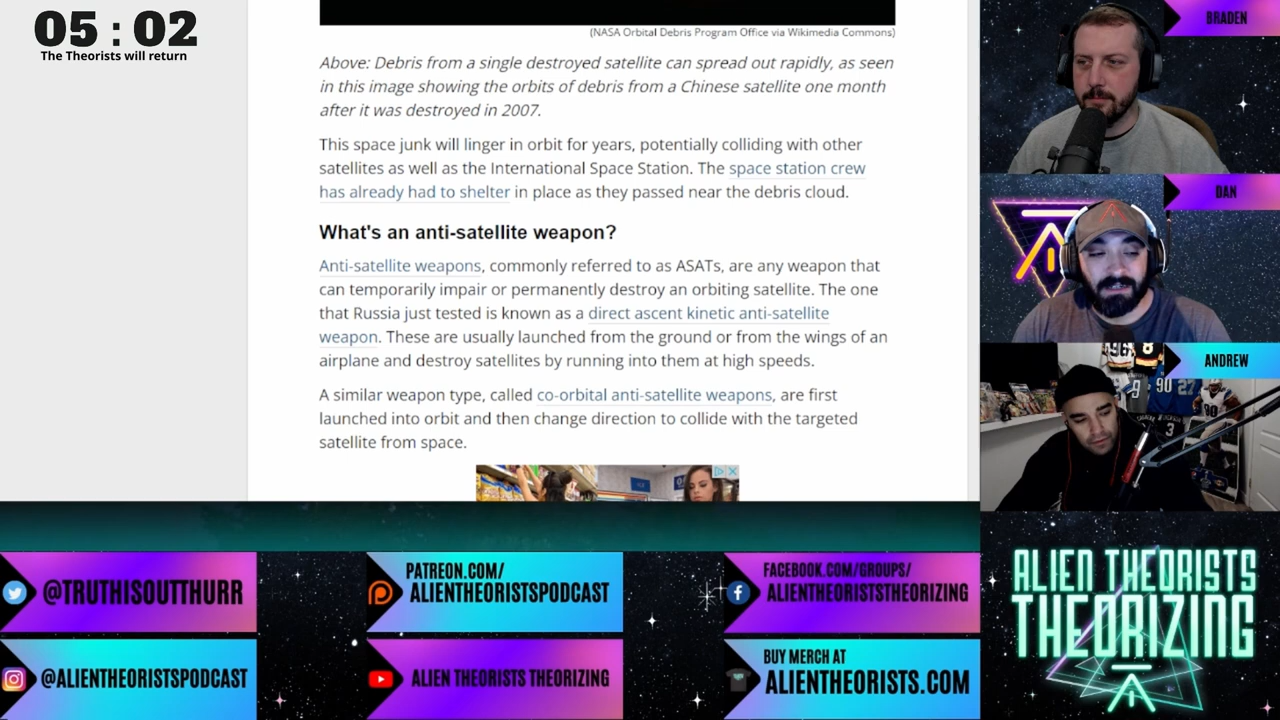 05 : 02
The Theorists will return
(NASA Orbital Debris Program Office via Wikimedia Commons)
Above: Debris from a single destroyed satellite can spread out rapidly, as seen
in this image showing the orbits of debris from a Chinese satellite one month
after it was destroyed in 2007.
This space junk will linger in orbit for years, potentially colliding with other
satellites as well as the International Space Station. The space station crew
has already had to shelter in place as they passed near the debris cloud.
What's an anti-satellite weapon?
Anti-satellite weapons, commonly referred to as ASATs, are any weapon that
can temporarily impair or permanently destroy an orbiting satellite. The one
that Russia just tested is known as a direct ascent kinetic anti-satellite
weapon. These are usually launched from the ground or from the wings of an
airplane and destroy satellites by running into them at high speeds.
A similar weapon type, called co-orbital anti-satellite weapons, are first
launched into orbit and then change direction to collide with the targeted
satellite from space.
BRADEN
DAN
ANDREW
96
8
9
90
27
3
@TRUTHISOUTTHURR
PATREON.COM/
ALIENTHEORISTSPODCAST
FACEBOOK.COM/GROUPS/
ALIENTHEORISTSTHEORIZING
@ALIENTHEORISTSPODCAST
ALIEN THEORISTS THEORIZING
BUY MERCH AT
ALIENTHEORISTS.COM
ALIEN THEORISTS
THEORIZING